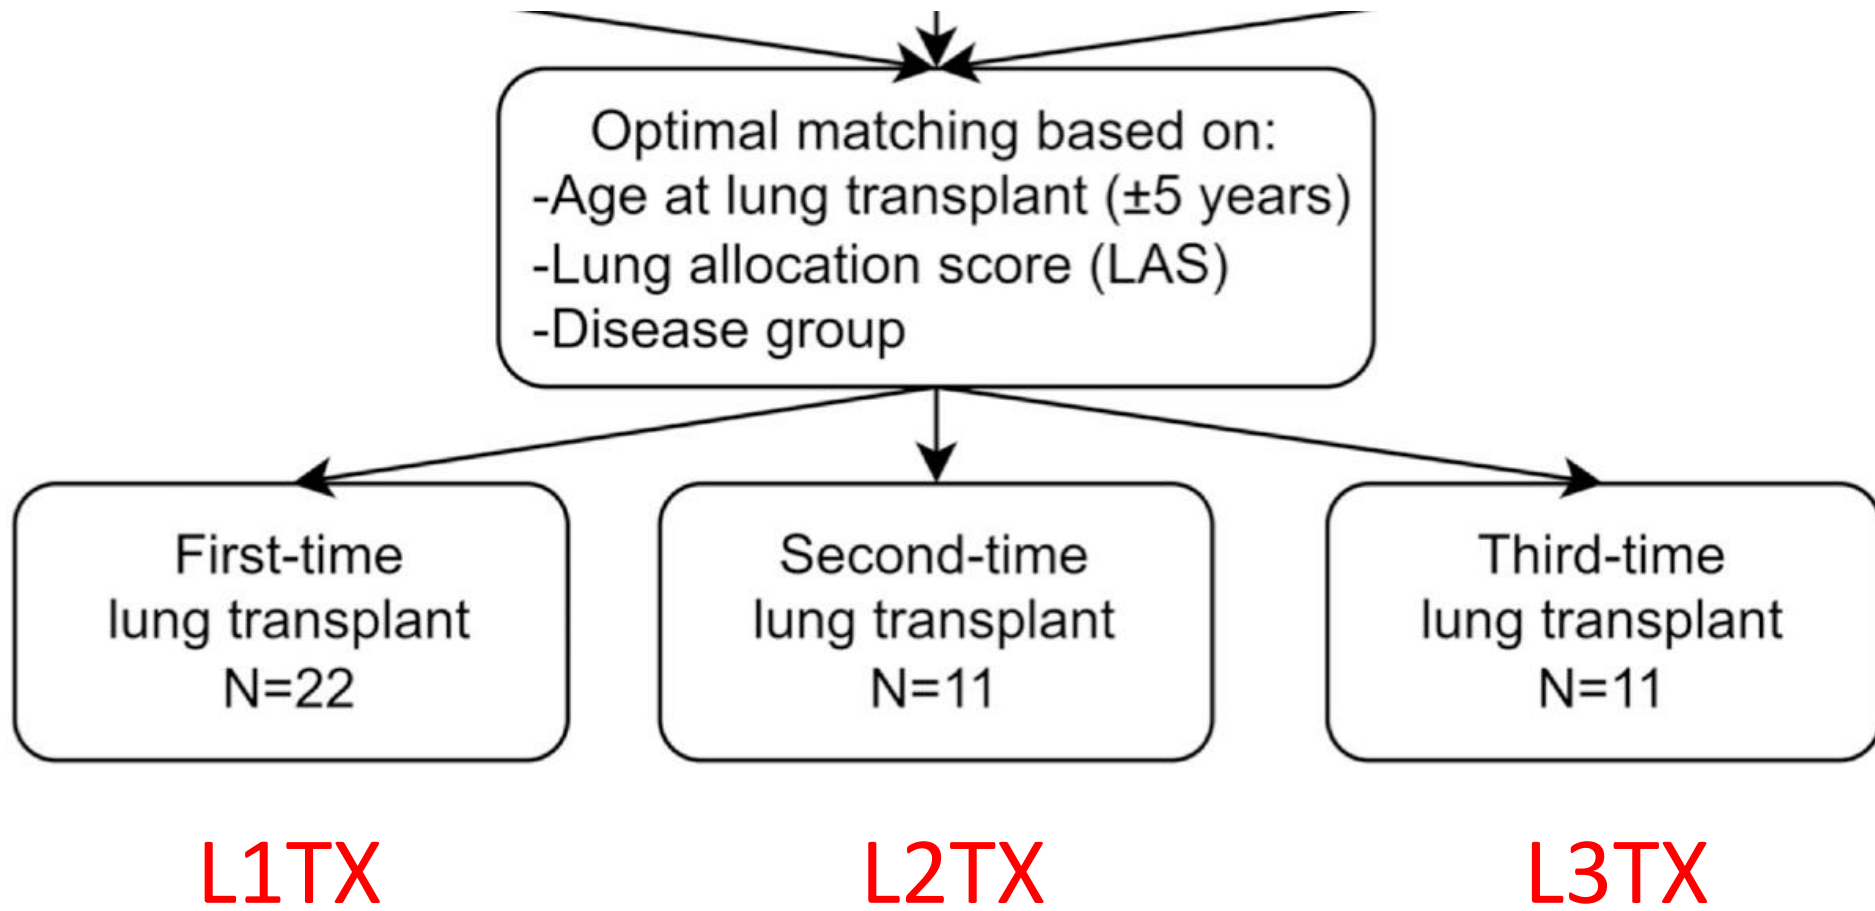 Optimal matching based on:
-Age at lung transplant (±5 years)
-Lung allocation score (LAS)
-Disease group
First-time
lung transplant
N=22
Second-time
lung transplant
N=11
Third-time
lung transplant
N=11
L1TX
L2TX
L3TX